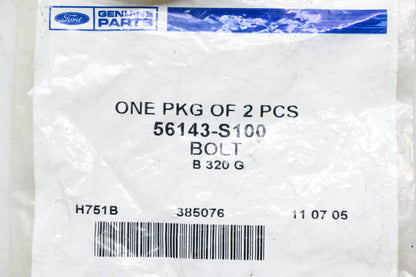 Ford
GENUINE
PARTS
ONE PKG OF 2 PCS
56143-S100
BOLT
B 320 G
H751B 385076 11 07 05